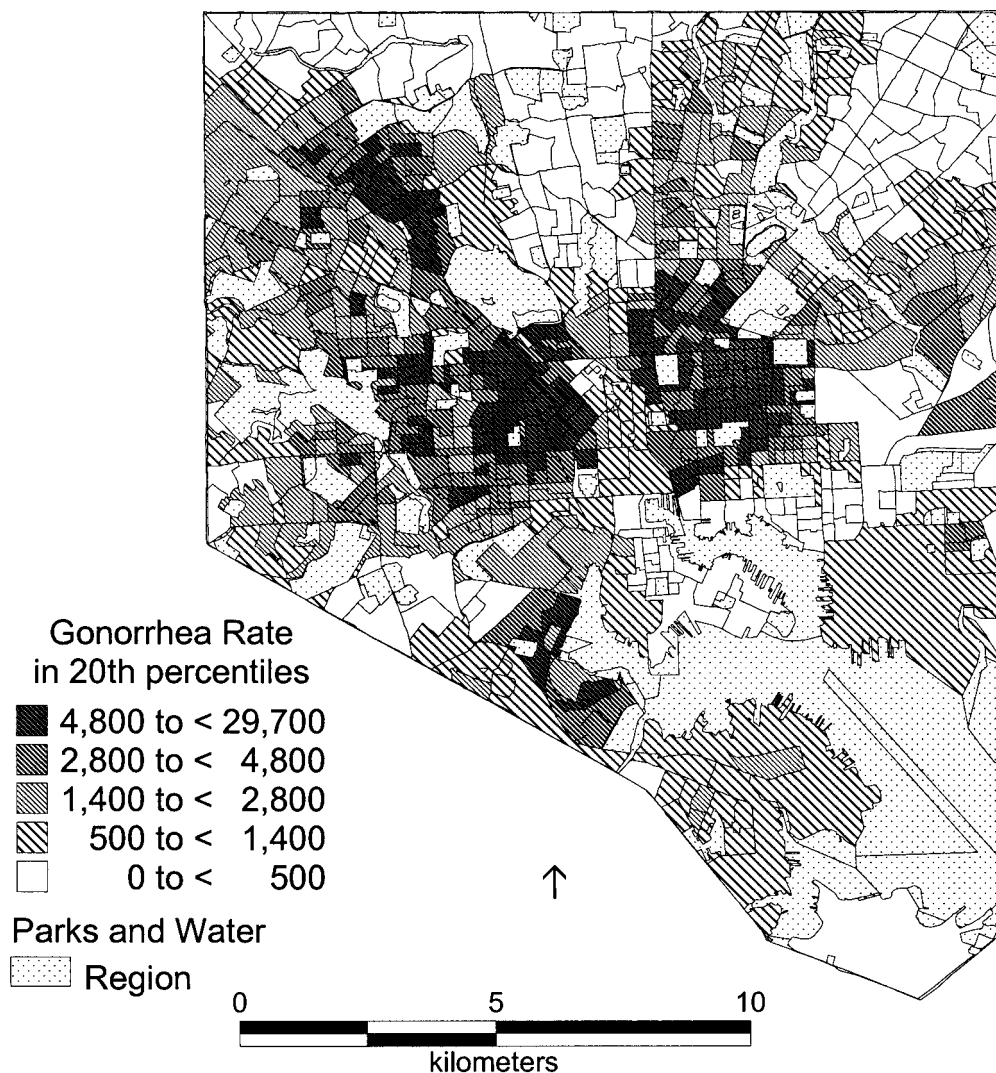 Gonorrhea Rate
in 20th percentiles
4,800 to < 29,700
2,800 to < 4,800
1,400 to < 2,800
500 to < 1,400
0 to < 500
Parks and Water
Region
0 5 10
kilometers